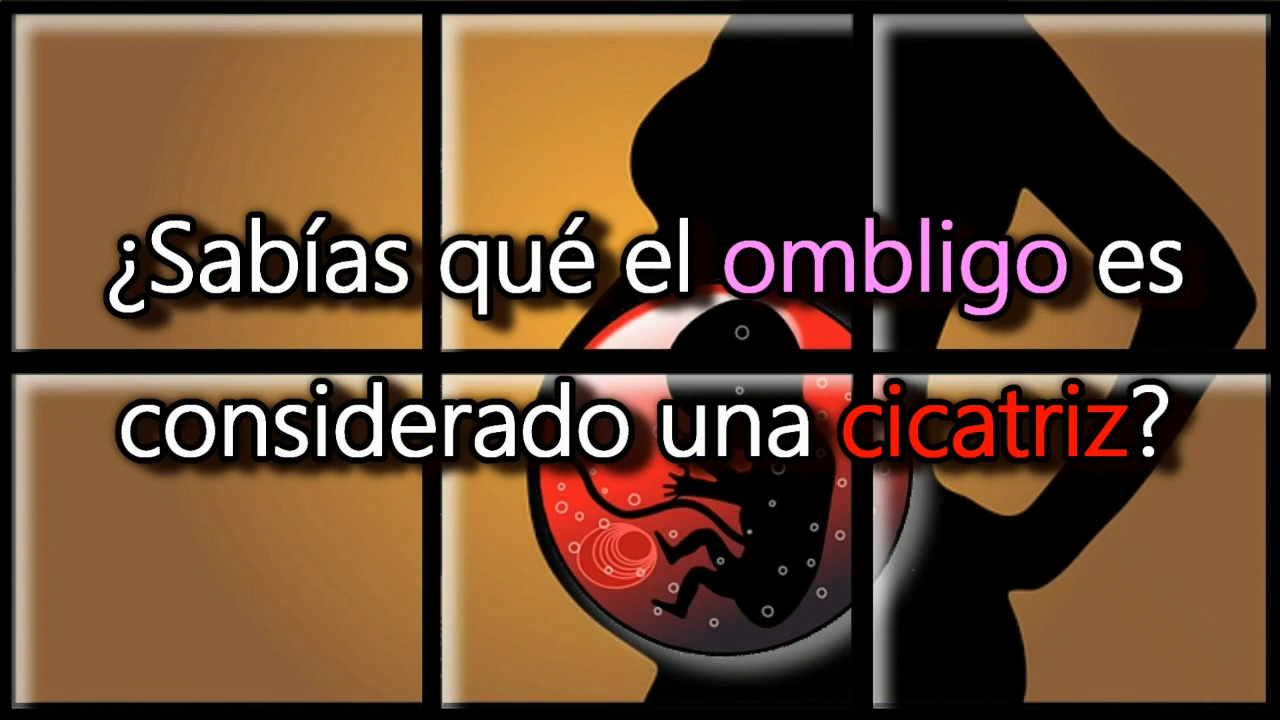 ¿Sabías qué el ombligo es
considerado una cicatriz?